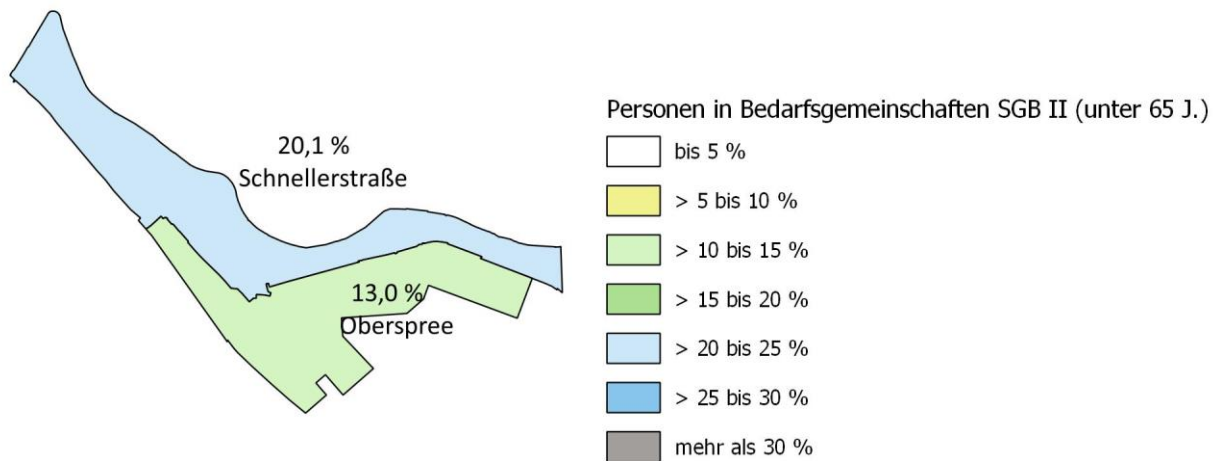 20,1 %
Schnellerstraße
13,0 %
Oberspree
Personen in Bedarfsgemeinschaften SGB II (unter 65 J.)
bis 5 %
> 5 bis 10 %
> 10 bis 15 %
> 15 bis 20 %
> 20 bis 25 %
> 25 bis 30 %
mehr als 30 %